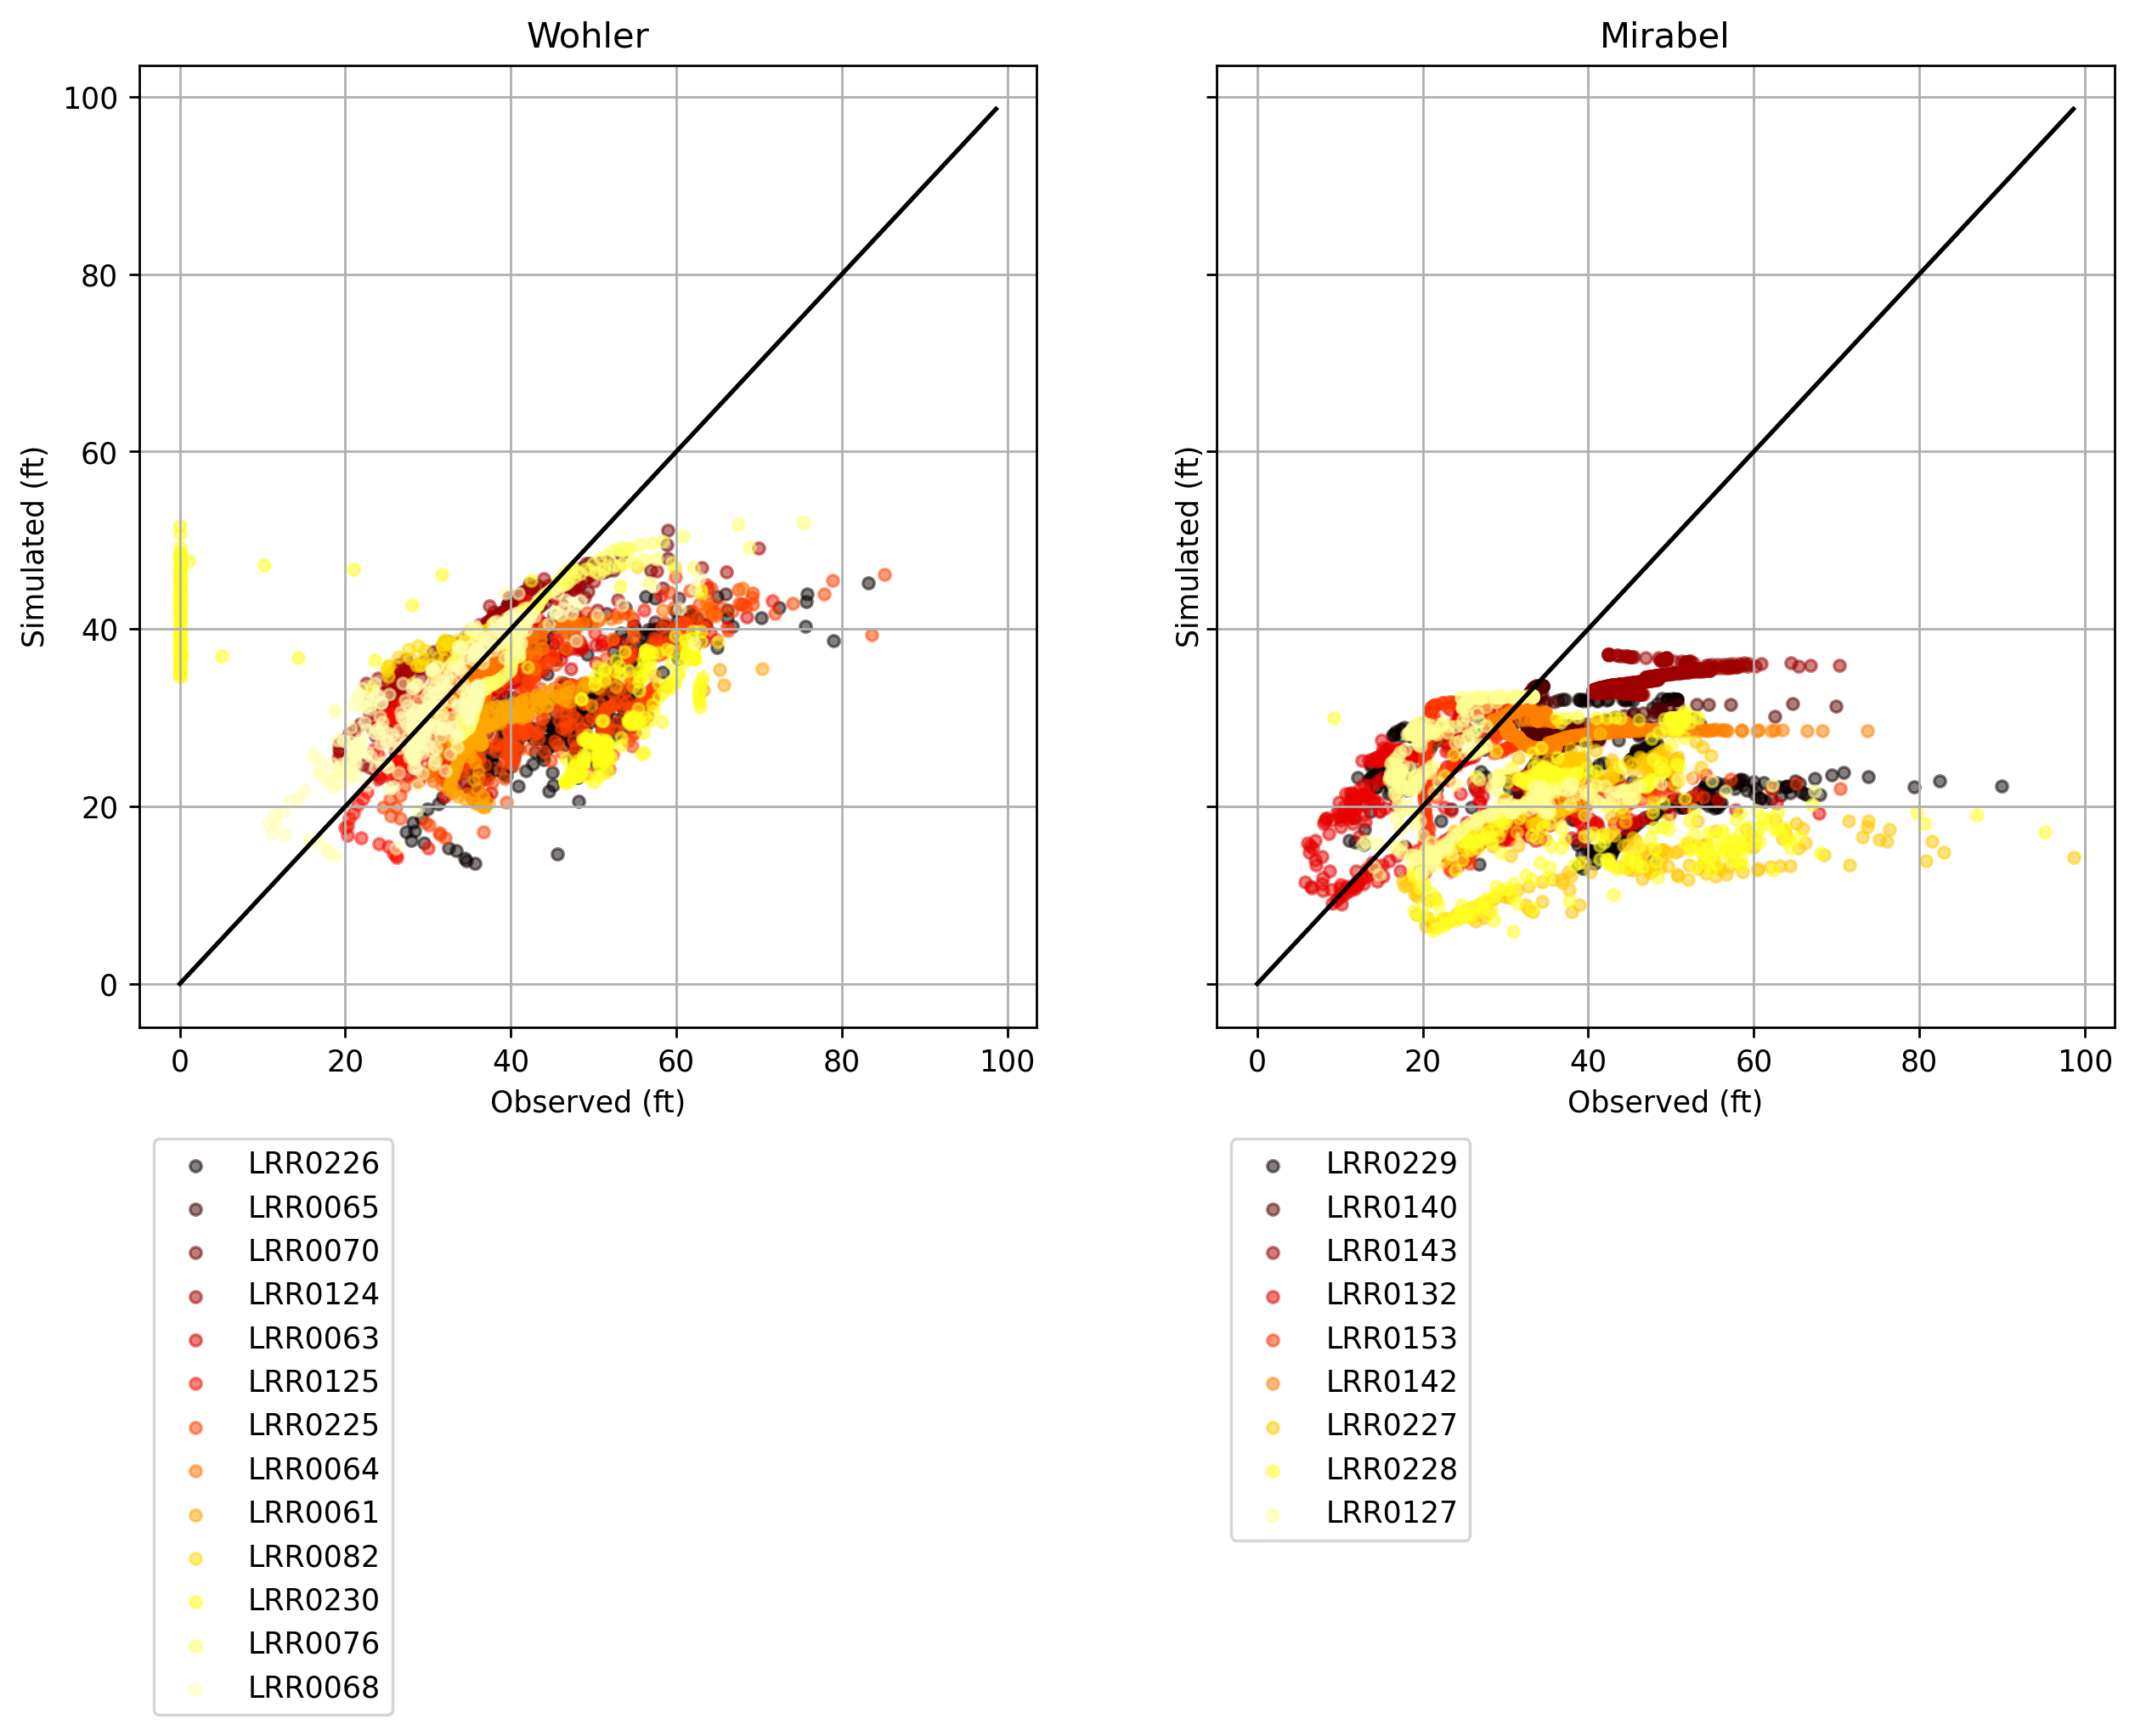 Wohler
Mirabel
100
80
60
40
20
0
Simulated (ft)
Simulated (ft)
0 20 40 60 80 100
0 20 40 60 80 100
Observed (ft)
Observed (ft)
LRR0226
LRR0065
LRR0070
LRR0124
LRR0063
LRR0125
LRR0225
LRR0064
LRR0061
LRR0082
LRR0230
LRR0076
LRR0068
LRR0229
LRR0140
LRR0143
LRR0132
LRR0153
LRR0142
LRR0227
LRR0228
LRR0127